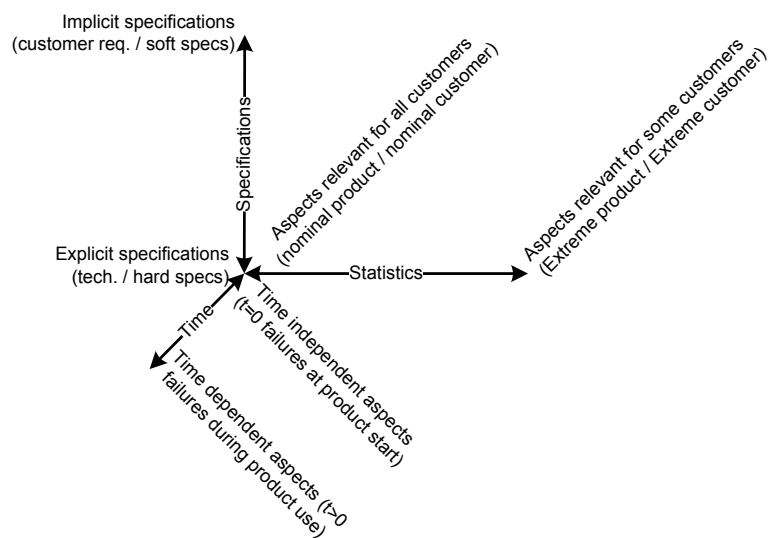 Implicit specifications
(customer req. / soft specs)
Specifications
Aspects relevant for all customers
(nominal product / nominal customer)
Aspects relevant for some customers
(Extreme product / Extreme customer)
Explicit specifications
(tech. / hard specs)
Statistics
Time
Time independent aspects
(t=0 failures at product start)
Time dependent aspects (t>0
failures during product use)